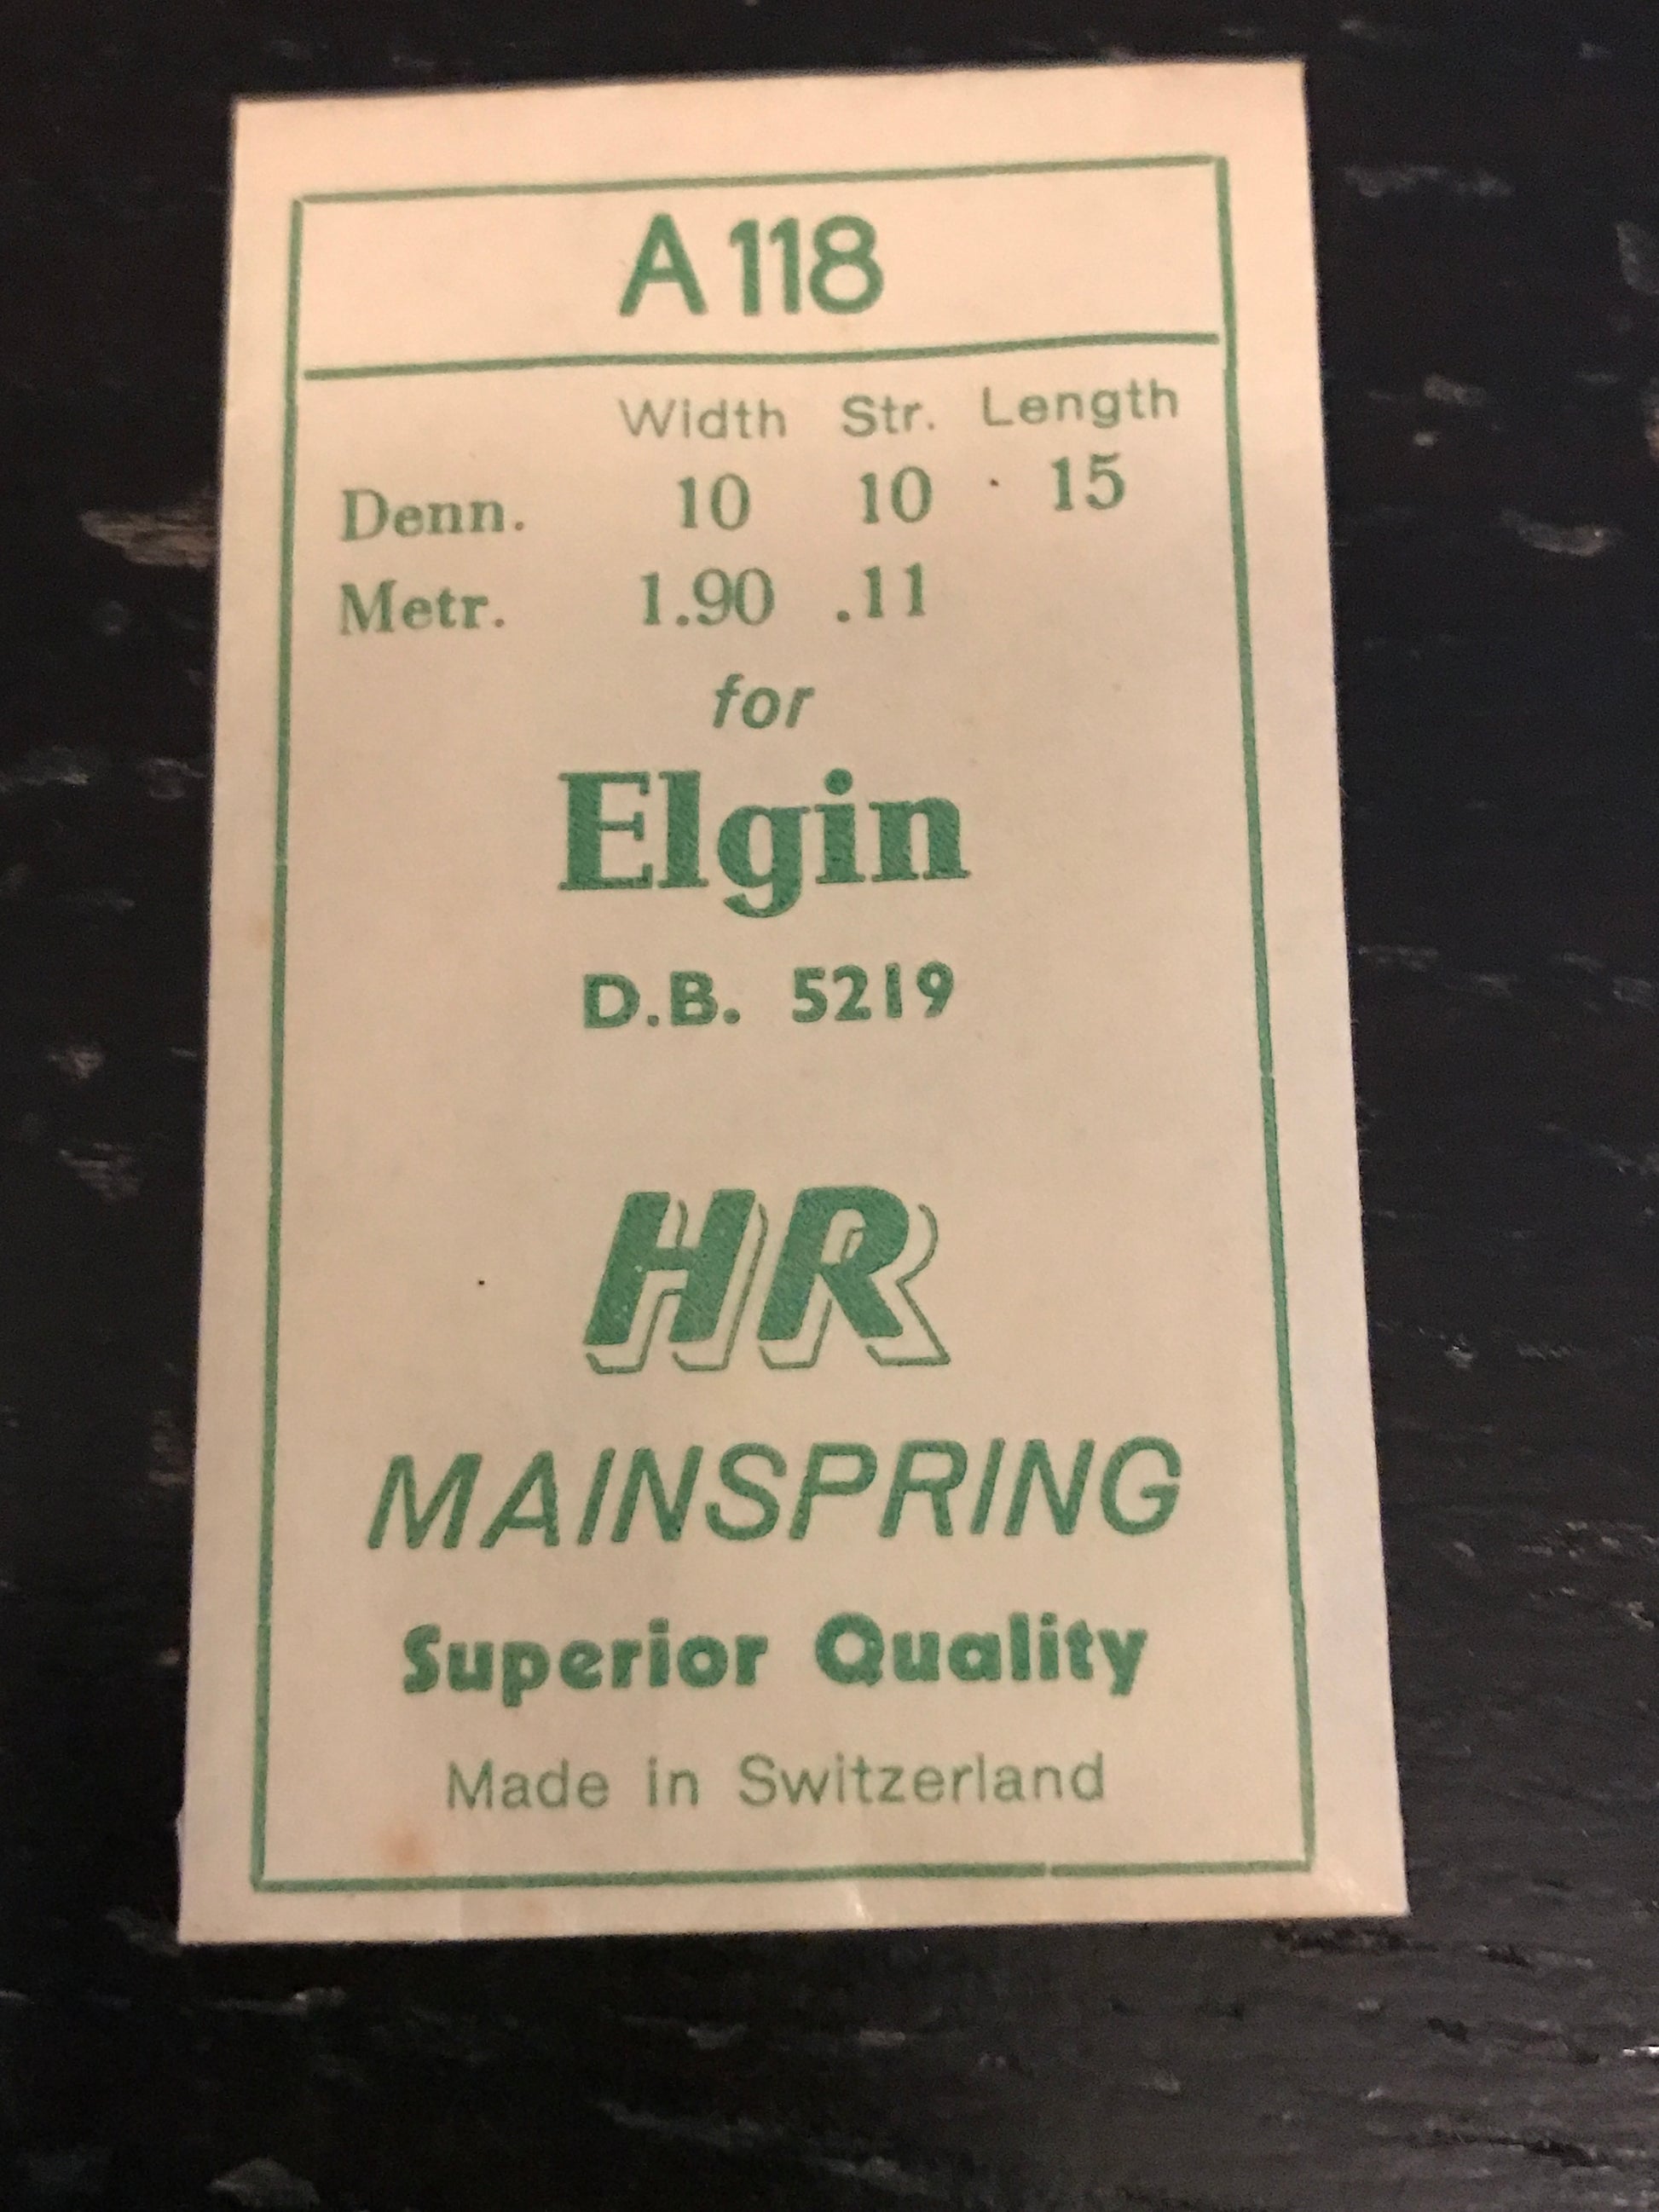 A 118
Width Str. Length
Denn. 10 10 15
Metr. 1.90 .11
for
Elgin
D.B. 5219
HR
MAINSPRING
Superior Quality
Made in Switzerland